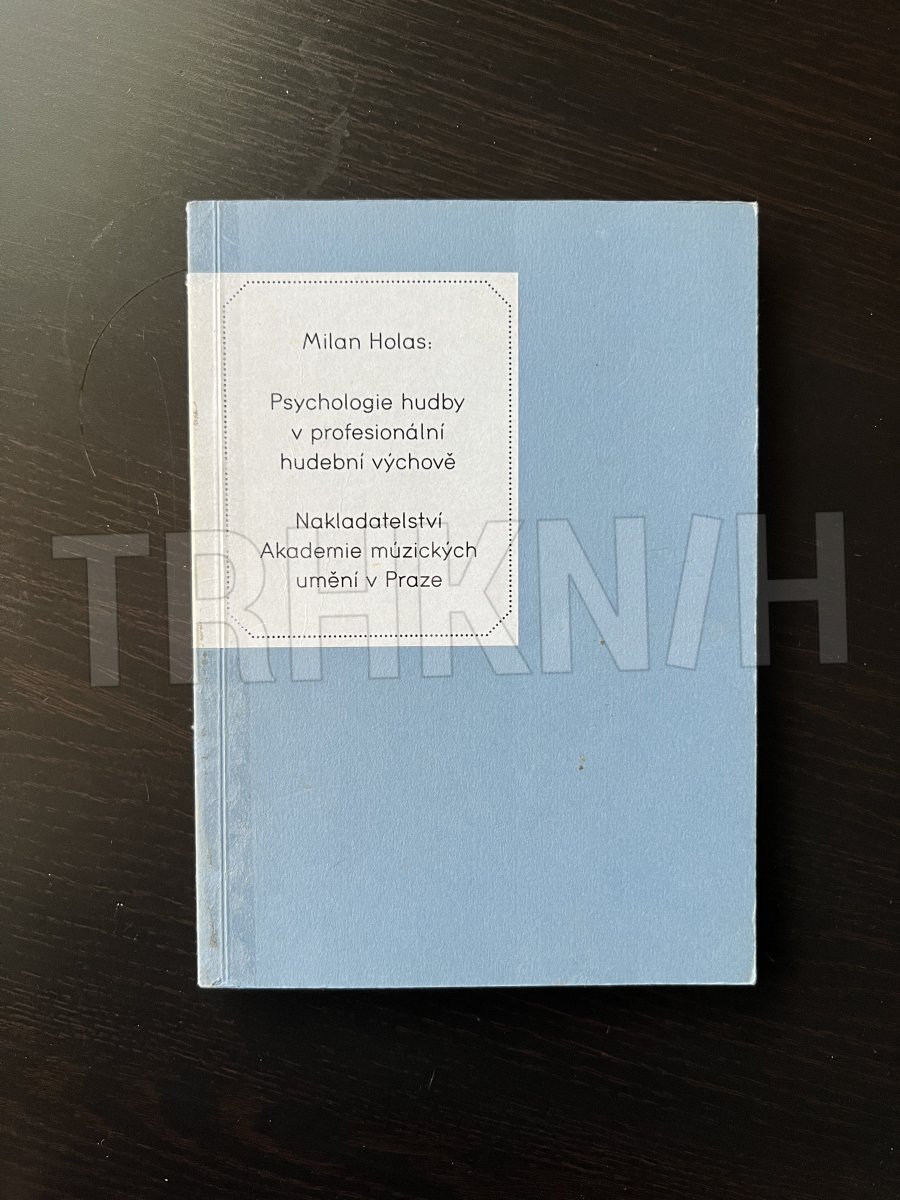 Milan Holas:
Psychologie hudby
v profesionální
hudební výchově
Nakladatelství
Akademie múzických
umění v Praze
TRHKNIH